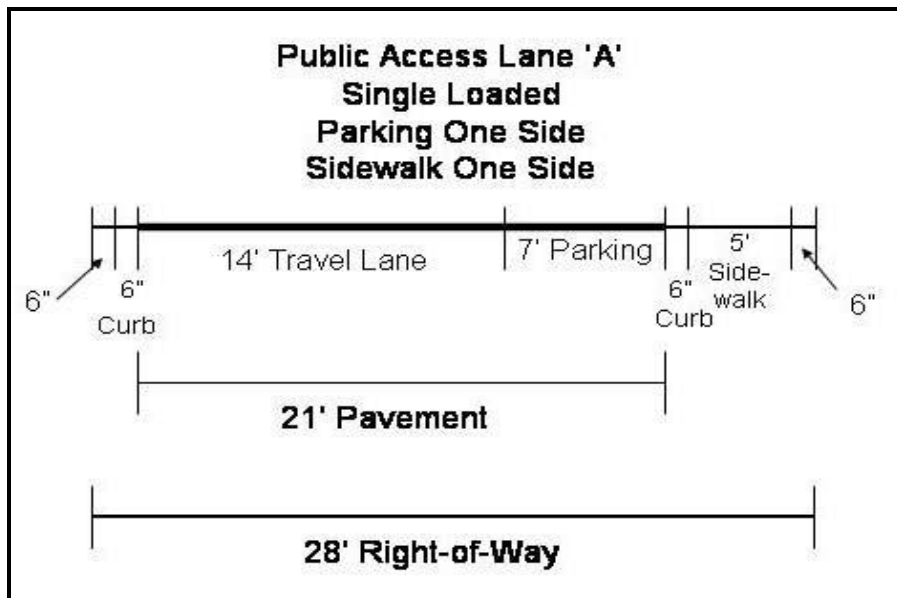 Public Access Lane 'A'
Single Loaded
Parking One Side
Sidewalk One Side
14' Travel Lane
7' Parking
5'
Side-
walk
6"
6"
Curb
6"
Curb
6"
21' Pavement
28' Right-of-Way